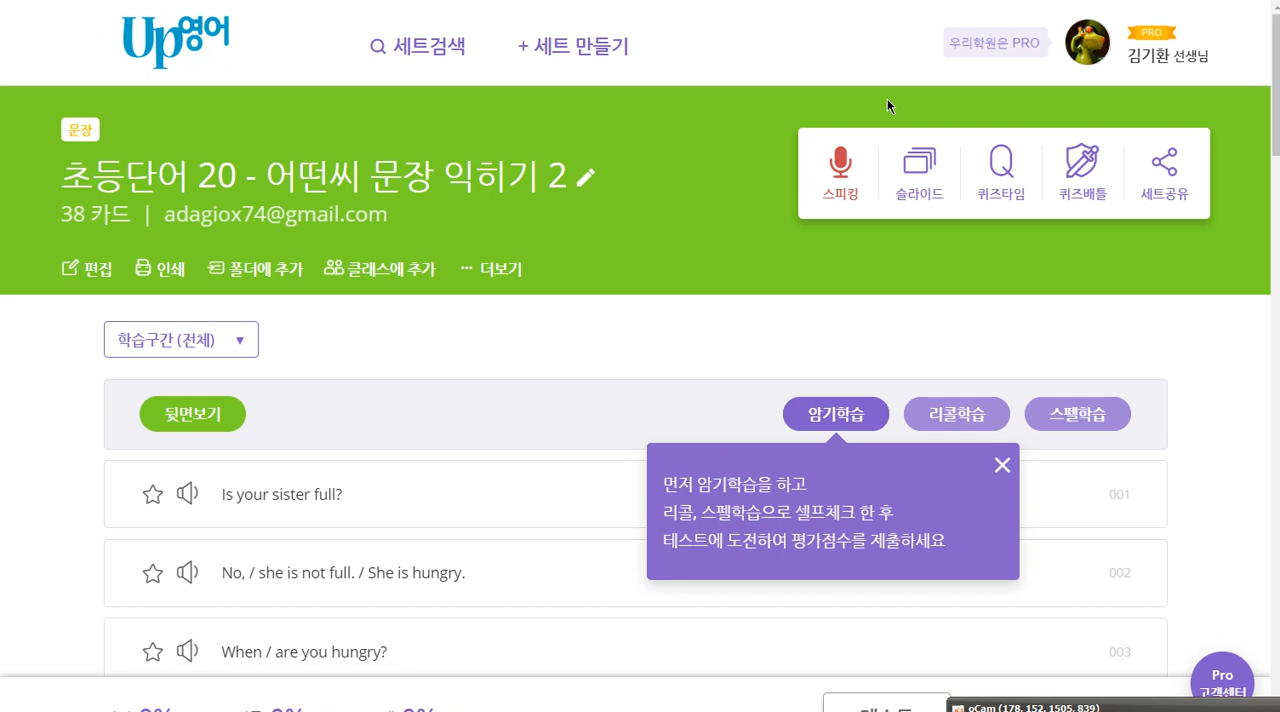 Up영어
세트검색
+ 세트 만들기
우리학원은 PRO
PRO
김기환 선생님
문장
초등단어 20 - 어떤씨 문장 익히기 2
38 카드 | adagiox74@gmail.com
편집
인쇄
폴더에 추가
클래스에 추가
··· 더보기
스피킹
슬라이드
퀴즈타임
퀴즈배틀
세트공유
학습구간 (전체) ▼
뒷면보기
암기학습
리콜학습
스펠학습
먼저 암기학습을 하고
리콜, 스펠학습으로 셀프체크 한 후
테스트에 도전하여 평가점수를 제출하세요
Is your sister full?
001
No, / she is not full. / She is hungry.
002
When / are you hungry?
003
Pro
고객센터
oCam (178, 152, 1505, 839)